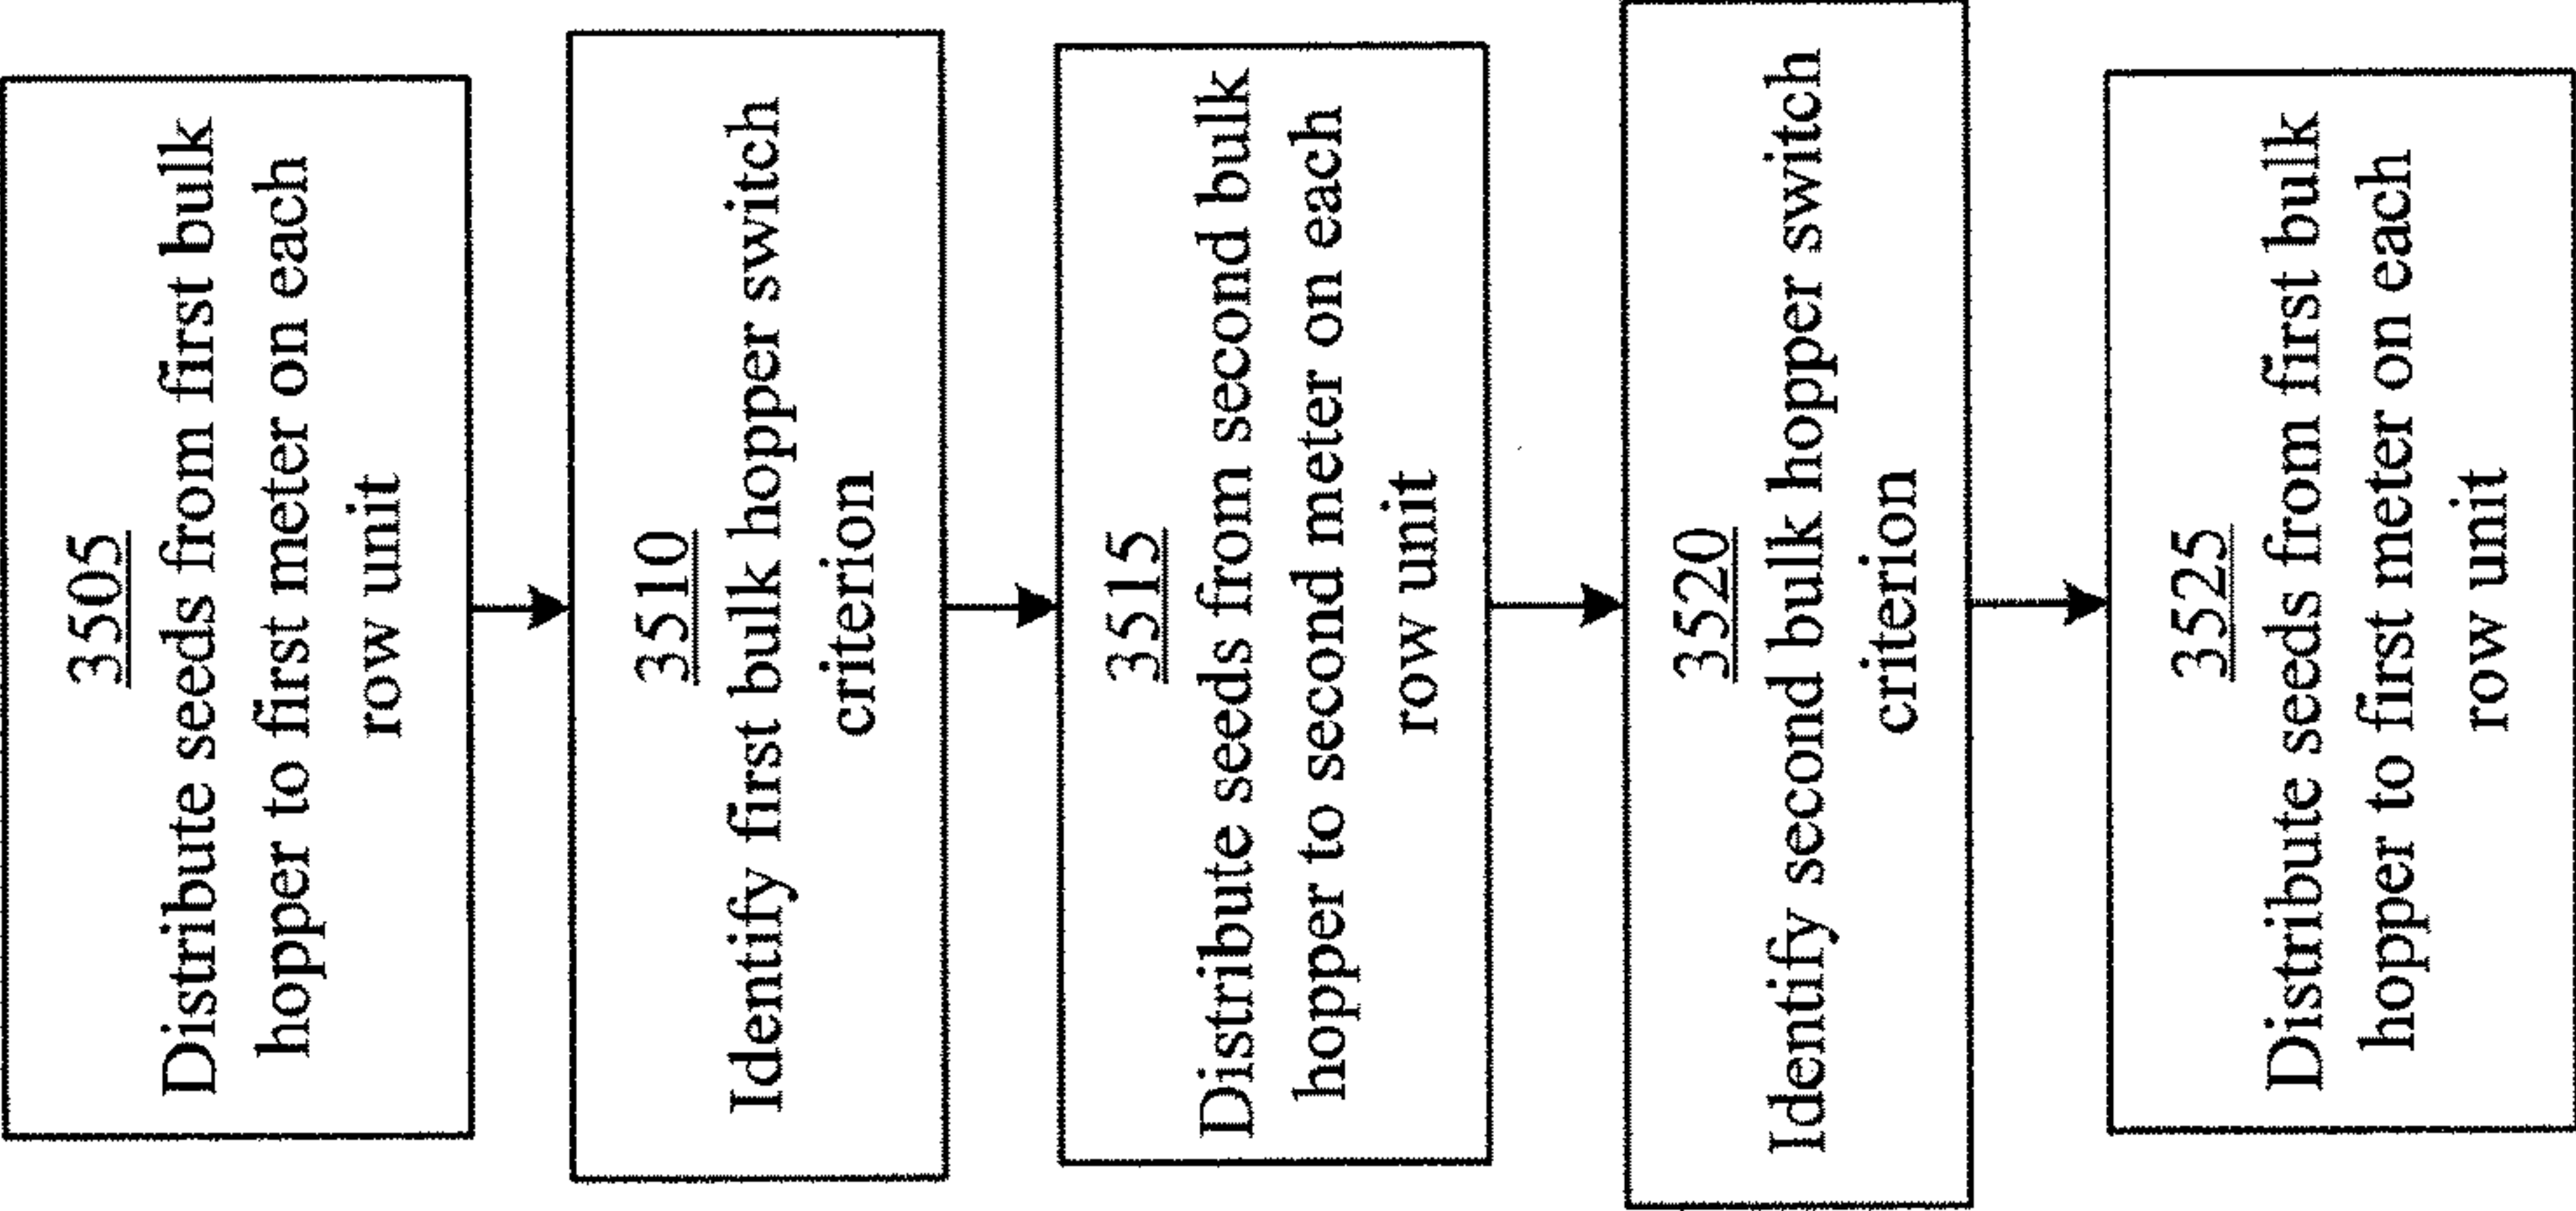 3505
Distribute seeds from first bulk
hopper to first meter on each
row unit
3510
Identify first bulk hopper switch
criterion
3515
Distribute seeds from second bulk
hopper to second meter on each
row unit
3520
Identify second bulk hopper switch
criterion
3525
Distribute seeds from first bulk
hopper to first meter on each
row unit